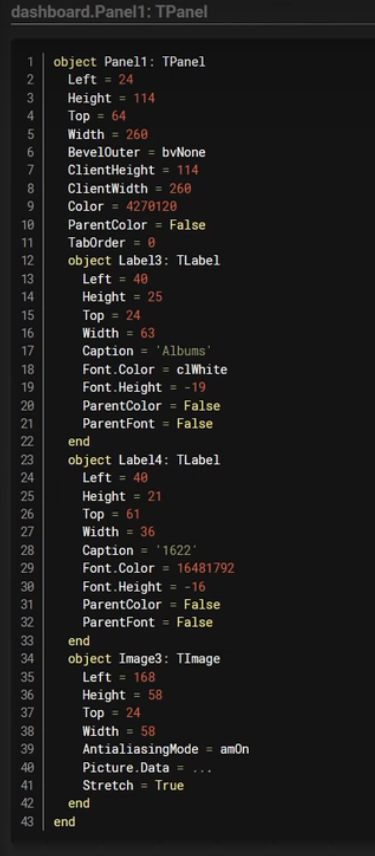 dashboard.Panel1: TPanel
1 object Panel1: TPanel
2 Left = 24
3 Height = 114
4 Top = 64
5 Width = 260
6 BevelOuter = bvNone
7 ClientHeight = 114
8 ClientWidth = 260
9 Color = 4270120
10 ParentColor = False
11 TabOrder = 0
12 object Label3: TLabel
13 Left = 40
14 Height = 25
15 Top = 24
16 Width = 63
17 Caption = 'Albums'
18 Font.Color = clWhite
19 Font.Height = -19
20 ParentColor = False
21 ParentFont = False
22 end
23 object Label4: TLabel
24 Left = 40
25 Height = 21
26 Top = 61
27 Width = 36
28 Caption = '1622'
29 Font.Color = 16481792
30 Font.Height = -16
31 ParentColor = False
32 ParentFont = False
33 end
34 object Image3: TImage
35 Left = 168
36 Height = 58
37 Top = 24
38 Width = 58
39 AntialiasingMode = amOn
40 Picture.Data = ...
41 Stretch = True
42 end
43 end